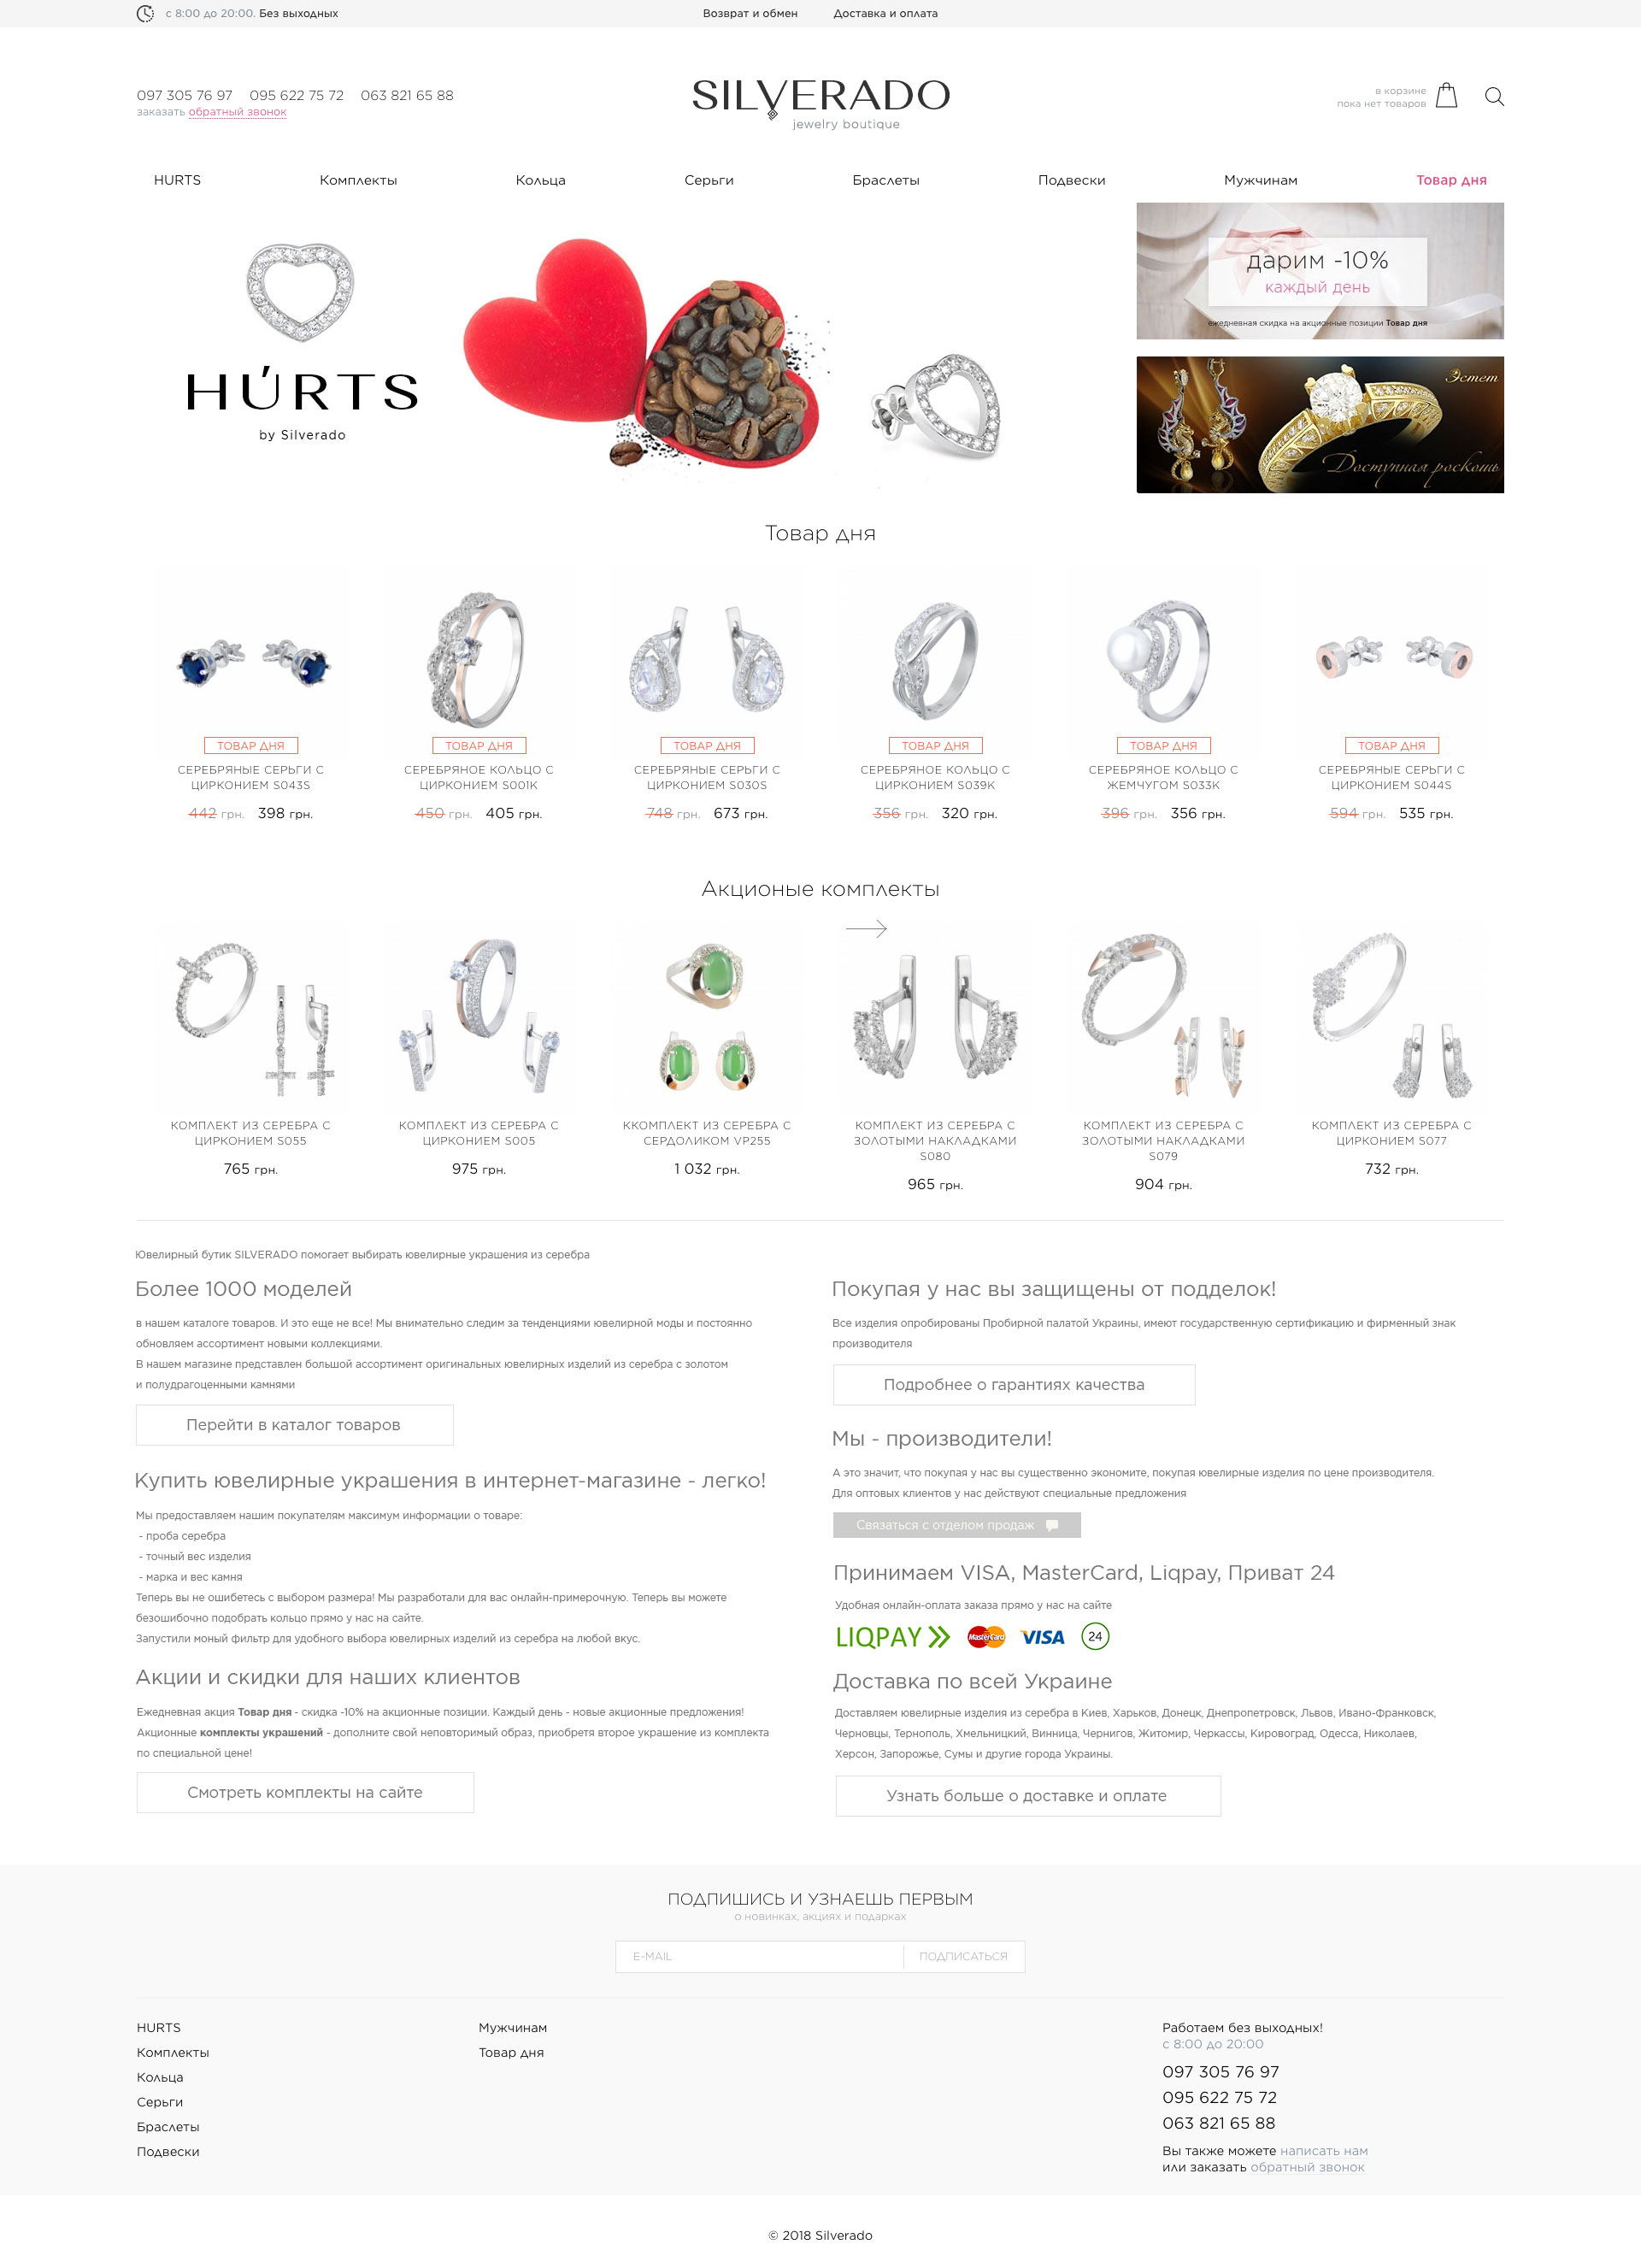 с 8:00 до 20:00. Без выходных
Возврат и обмен
Доставка и оплата
097 305 76 97 095 622 75 72 063 821 65 88
заказать обратный звонок
SILVERADO
jewelry boutique
в корзине
пока нет товаров
HURTS Комплекты Кольца Серьги Браслеты Подвески Мужчинам Товар дня
HÚRTS
by Silverado
дарим -10%
каждый день
ежедневная скидка на акционные позиции Товар дня
Эстет
Доступная роскошь
Товар дня
ТОВАР ДНЯ
СЕРЕБРЯНЫЕ СЕРЬГИ С
ЦИРКОНИЕМ S043S
442 грн. 398 грн.
ТОВАР ДНЯ
СЕРЕБРЯНОЕ КОЛЬЦО С
ЦИРКОНИЕМ S001K
450 грн. 405 грн.
ТОВАР ДНЯ
СЕРЕБРЯНЫЕ СЕРЬГИ С
ЦИРКОНИЕМ S030S
748 грн. 673 грн.
ТОВАР ДНЯ
СЕРЕБРЯНОЕ КОЛЬЦО С
ЦИРКОНИЕМ S039K
356 грн. 320 грн.
ТОВАР ДНЯ
СЕРЕБРЯНОЕ КОЛЬЦО С
ЖЕМЧУГОМ S033K
396 грн. 356 грн.
ТОВАР ДНЯ
СЕРЕБРЯНЫЕ СЕРЬГИ С
ЦИРКОНИЕМ S044S
594 грн. 535 грн.
Акционые комплекты
КОМПЛЕКТ ИЗ СЕРЕБРА С
ЦИРКОНИЕМ S055
765 грн.
КОМПЛЕКТ ИЗ СЕРЕБРА С
ЦИРКОНИЕМ S005
975 грн.
ККОМПЛЕКТ ИЗ СЕРЕБРА С
СЕРДОЛИКОМ VP255
1 032 грн.
КОМПЛЕКТ ИЗ СЕРЕБРА С
ЗОЛОТЫМИ НАКЛАДКАМИ
S080
965 грн.
КОМПЛЕКТ ИЗ СЕРЕБРА С
ЗОЛОТЫМИ НАКЛАДКАМИ
S079
904 грн.
КОМПЛЕКТ ИЗ СЕРЕБРА С
ЦИРКОНИЕМ S077
732 грн.
Ювелирный бутик SILVERADO помогает выбирать ювелирные украшения из серебра
Более 1000 моделей
в нашем каталоге товаров. И это еще не все! Мы внимательно следим за тенденциями ювелирной моды и постоянно
обновляем ассортимент новыми коллекциями.
В нашем магазине представлен большой ассортимент оригинальных ювелирных изделий из серебра с золотом
и полудрагоценными камнями
Перейти в каталог товаров
Купить ювелирные украшения в интернет-магазине - легко!
Мы предоставляем нашим покупателям максимум информации о товаре:
- проба серебра
- точный вес изделия
- марка и вес камня
Теперь вы не ошибетесь с выбором размера! Мы разработали для вас онлайн-примерочную. Теперь вы можете
безошибочно подобрать кольцо прямо у нас на сайте.
Запустили моный фильтр для удобного выбора ювелирных изделий из серебра на любой вкус.
Акции и скидки для наших клиентов
Ежедневная акция Товар дня - скидка -10% на акционные позиции. Каждый день - новые акционные предложения!
Акционные комплекты украшений - дополните свой неповторимый образ, приобретя второе украшение из комплекта
по специальной цене!
Смотреть комплекты на сайте
Покупая у нас вы защищены от подделок!
Все изделия опробированы Пробирной палатой Украины, имеют государственную сертификацию и фирменный знак
производителя
Подробнее о гарантиях качества
Мы - производители!
А это значит, что покупая у нас вы существенно экономите, покупая ювелирные изделия по цене производителя.
Для оптовых клиентов у нас действуют специальные предложения
Связаться с отделом продаж
Принимаем VISA, MasterCard, Liqpay, Приват 24
Удобная онлайн-оплата заказа прямо у нас на сайте
LIQPAY MasterCard VISA 24
Доставка по всей Украине
Доставляем ювелирные изделия из серебра в Киев, Харьков, Донецк, Днепропетровск, Львов, Ивано-Франковск,
Черновцы, Тернополь, Хмельницкий, Винница, Чернигов, Житомир, Черкассы, Кировоград, Одесса, Николаев,
Херсон, Запорожье, Сумы и другие города Украины.
Узнать больше о доставке и оплате
ПОДПИШИСЬ И УЗНАЕШЬ ПЕРВЫМ
о новинках, акциях и подарках
E-MAIL
ПОДПИСАТЬСЯ
HURTS
Комплекты
Кольца
Серьги
Браслеты
Подвески
Мужчинам
Товар дня
Работаем без выходных!
с 8:00 до 20:00
097 305 76 97
095 622 75 72
063 821 65 88
Вы также можете написать нам
или заказать обратный звонок
© 2018 Silverado